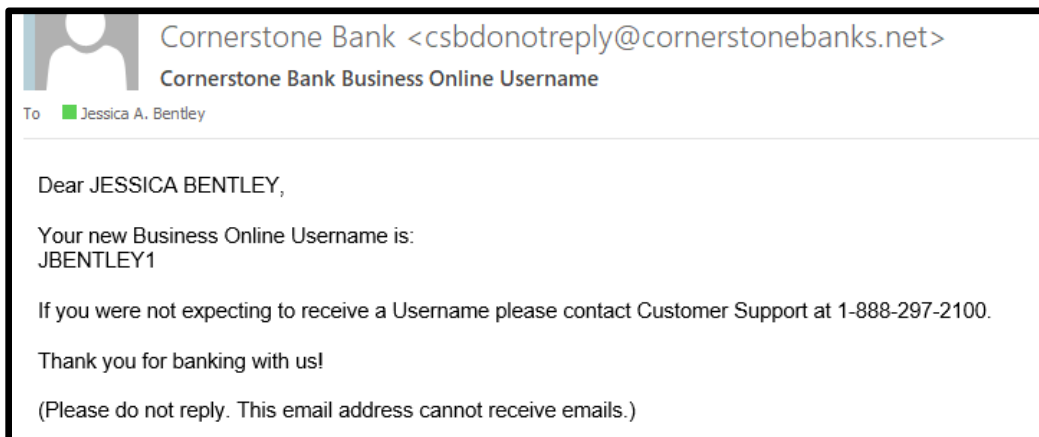 Cornerstone Bank <csbdonotreply@cornerstonebanks.net>
Cornerstone Bank Business Online Username
To Jessica A. Bentley
Dear JESSICA BENTLEY,
Your new Business Online Username is:
JBENTLEY1
If you were not expecting to receive a Username please contact Customer Support at 1-888-297-2100.
Thank you for banking with us!
(Please do not reply. This email address cannot receive emails.)